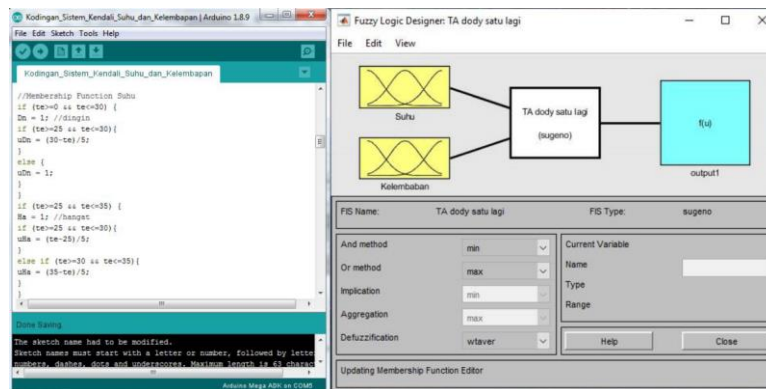 Kodingan_Sistem_Kendali_Suhu_dan_Kelembapan | Arduino 1.8.9
File Edit Sketch Tools Help
Kodingan_Sistem_Kendali_Suhu_dan_Kelembapan
//Membership Function Suhu
if (te>=0 && te<=30) {
Dn = 1; //dingin
if (te>=25 && te<=30){
uDn = (30-te)/5;
}
else {
uDn = 1;
}
}
if (te>=25 && te<=35) {
Ha = 1; //hangat
if (te>=25 && te<=30){
uHa = (te-25)/5;
}
else if (te>=30 && te<=35){
uHa = (35-te)/5;
}
}
Done Saving.
The sketch name had to be modified.
Sketch names must start with a letter or number, followed by lette
numbers, dashes, dots and underscores. Maximum length is 63 charac
Arduino Mega ADK on COM5
Fuzzy Logic Designer: TA dody satu lagi
File Edit View
Suhu
Kelembaban
TA dody satu lagi
(sugeno)
f(u)
output1
FIS Name: TA dody satu lagi FIS Type: sugeno
And method min
Or method max
Implication min
Aggregation max
Defuzzification wtaver
Current Variable
Name
Type
Range
Help Close
Updating Membership Function Editor